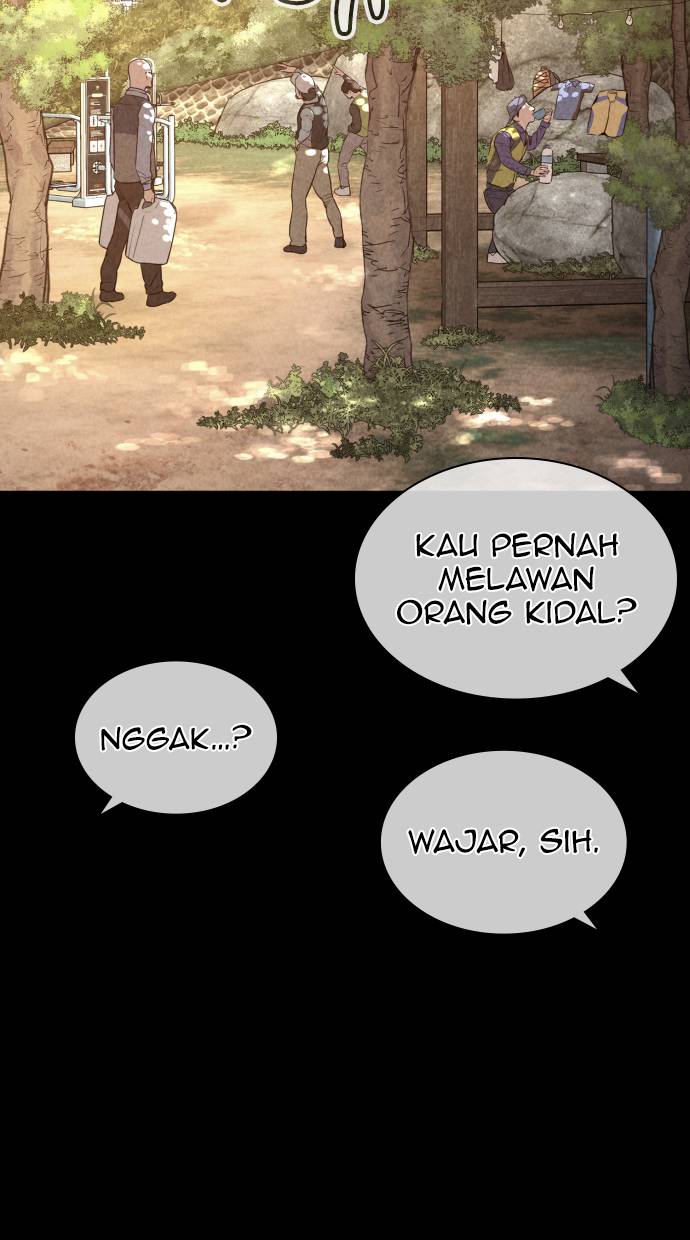 KAU PERNAH
MELAWAN
ORANG KIDAL?
NGGAK...?
WAJAR, SIH.